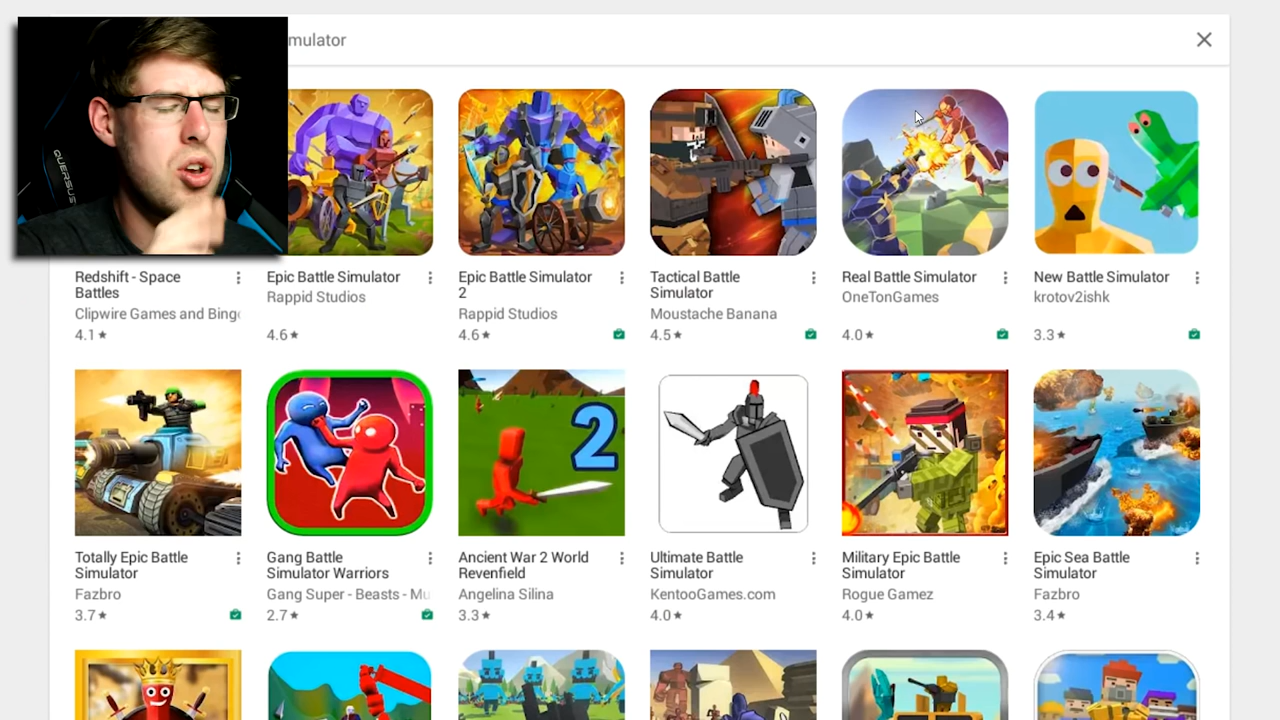 mulator
QUERSUS
Redshift - Space
Battles
Clipwire Games and Bing
4.1★
Epic Battle Simulator
Rappid Studios
4.6★
Epic Battle Simulator
2
Rappid Studios
4.6★
Tactical Battle
Simulator
Moustache Banana
4.5★
Real Battle Simulator
OneTonGames
4.0★
New Battle Simulator
krotov2ishk
3.3★
2
Totally Epic Battle
Simulator
Fazbro
3.7★
Gang Battle
Simulator Warriors
Gang Super - Beasts - Mu
2.7★
Ancient War 2 World
Revenfield
Angelina Silina
3.3★
Ultimate Battle
Simulator
KentooGames.com
4.0★
Military Epic Battle
Simulator
Rogue Gamez
4.0★
Epic Sea Battle
Simulator
Fazbro
3.4★